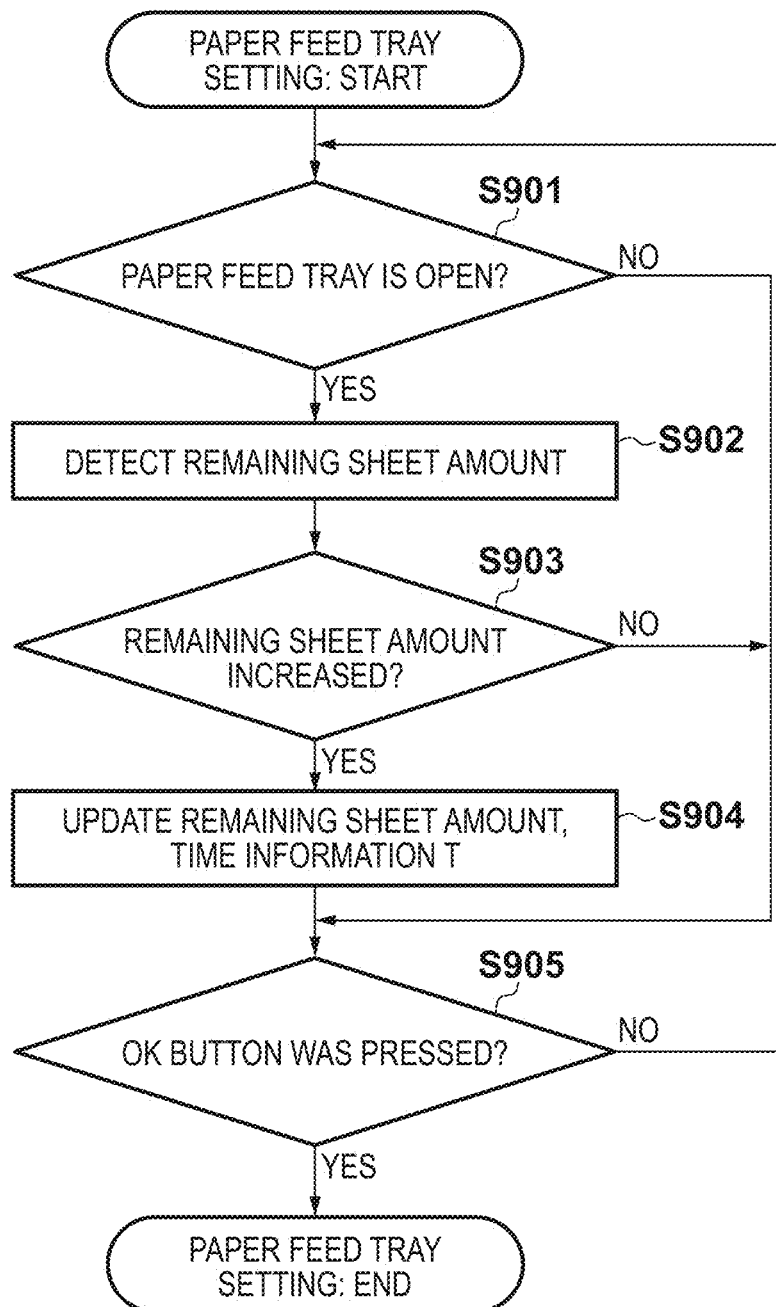 PAPER FEED TRAY
SETTING: START
S901
PAPER FEED TRAY IS OPEN?
NO
YES
S902
DETECT REMAINING SHEET AMOUNT
S903
REMAINING SHEET AMOUNT
INCREASED?
NO
YES
S904
UPDATE REMAINING SHEET AMOUNT,
TIME INFORMATION T
S905
OK BUTTON WAS PRESSED?
NO
YES
PAPER FEED TRAY
SETTING: END